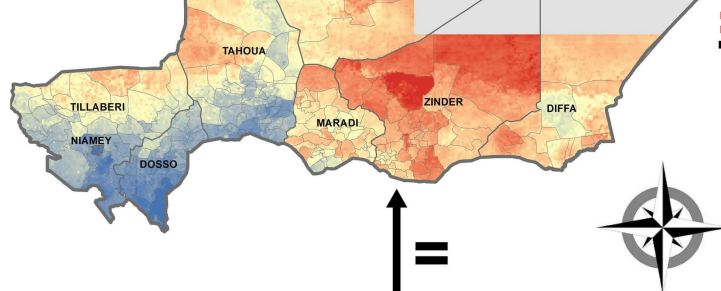 TAHOUA
TILLABERI
ZINDER
DIFFA
MARADI
NIAMEY
DOSSO
=